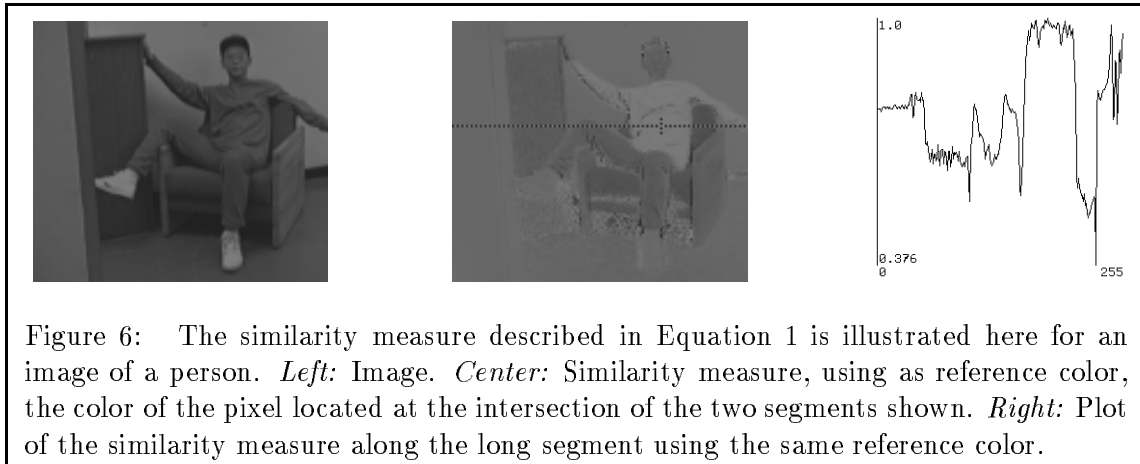 1.0
0.376
0
255
Figure 6: The similarity measure described in Equation 1 is illustrated here for an
image of a person. Left: Image. Center: Similarity measure, using as reference color,
the color of the pixel located at the intersection of the two segments shown. Right: Plot
of the similarity measure along the long segment using the same reference color.